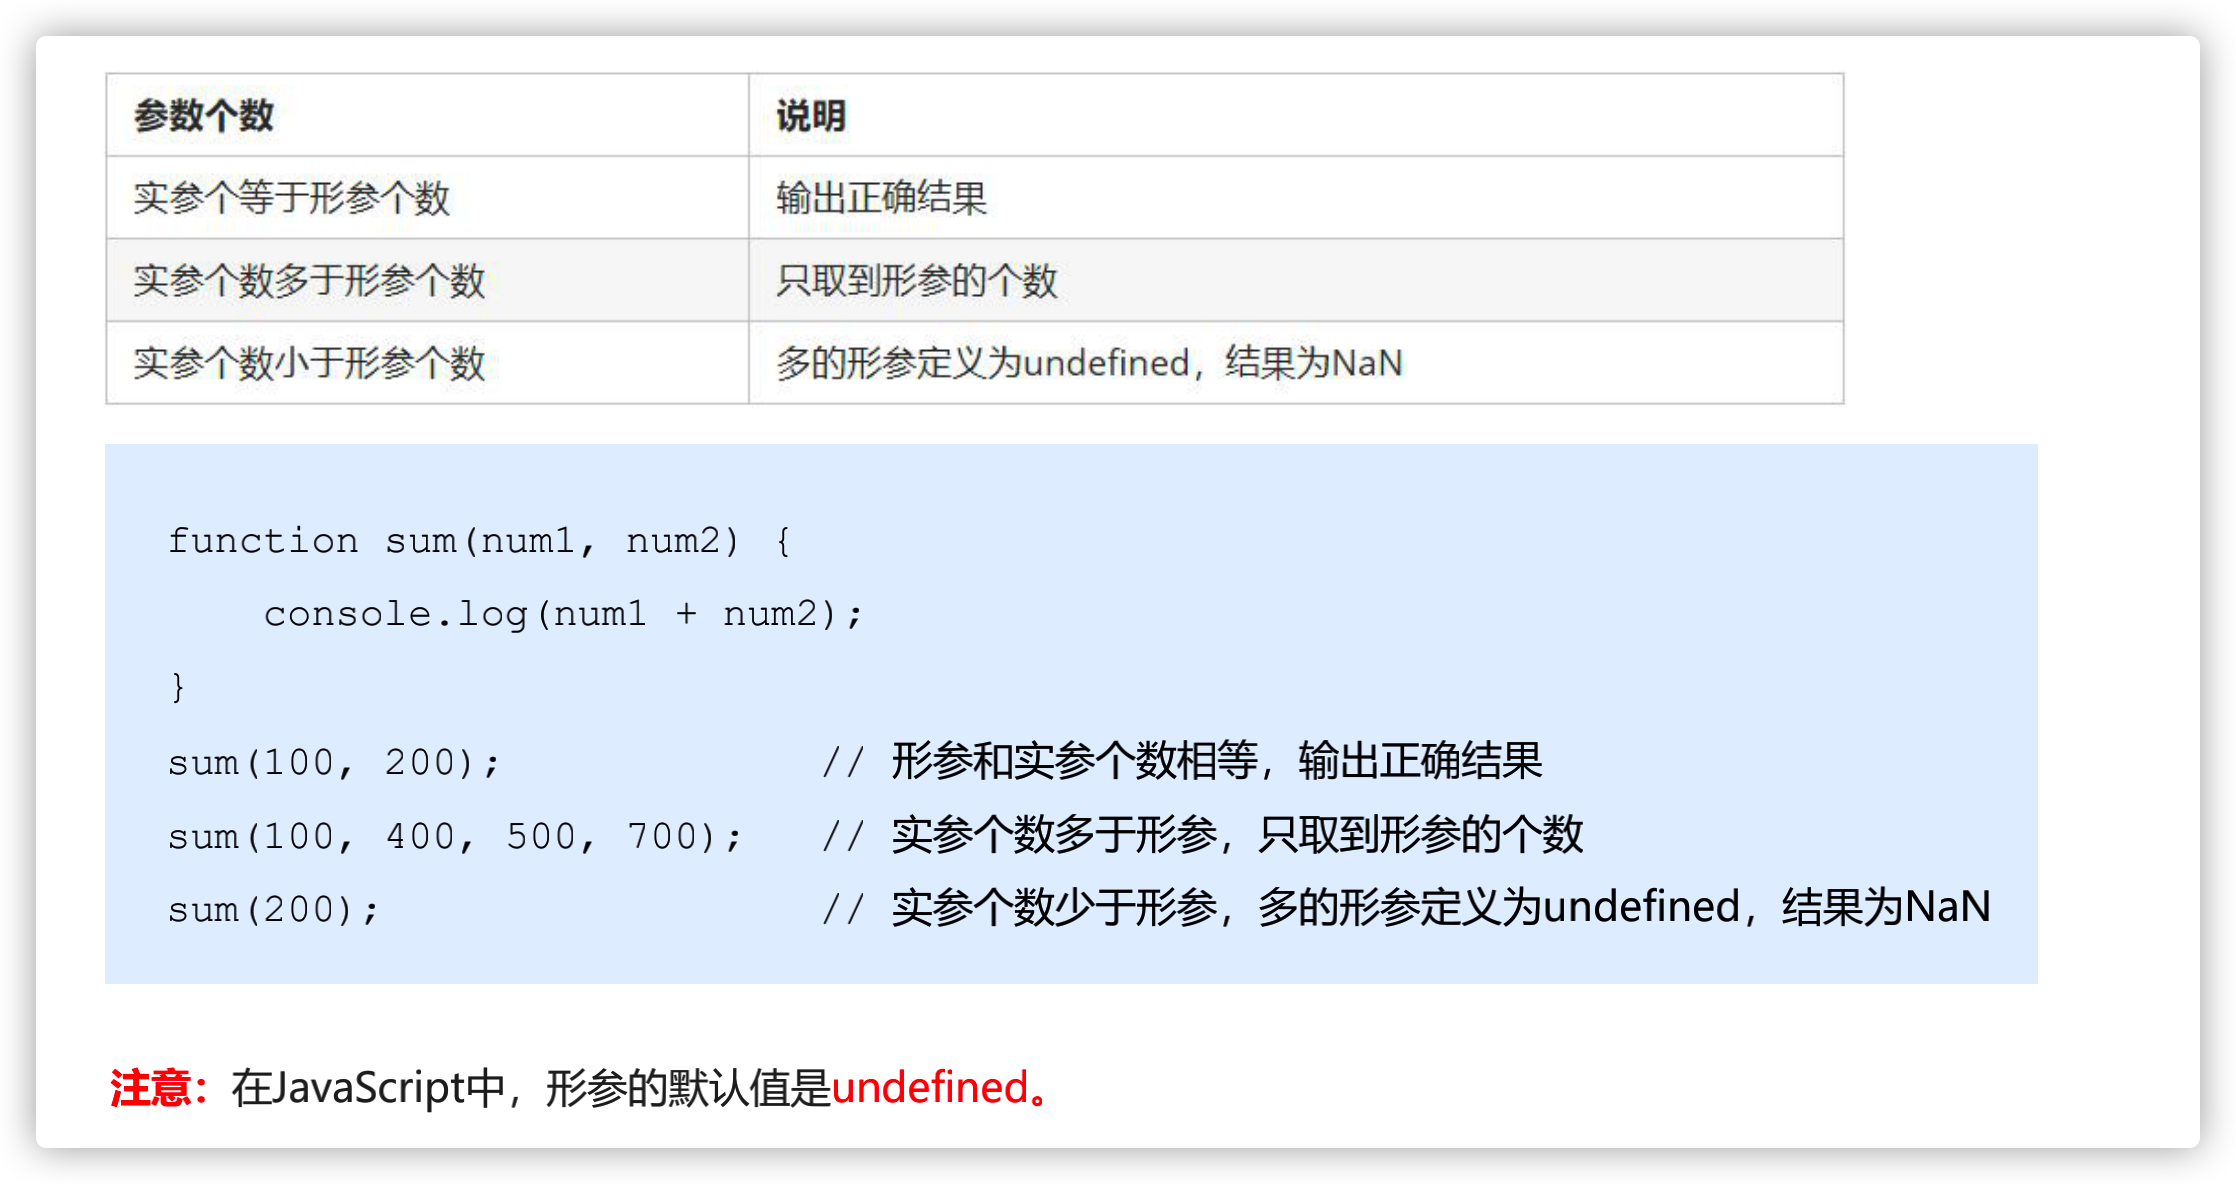 参数个数 说明
实参个等于形参个数 输出正确结果
实参个数多于形参个数 只取到形参的个数
实参个数小于形参个数 多的形参定义为undefined，结果为NaN
function sum(num1, num2) {
    console.log(num1 + num2);
}
sum(100, 200); // 形参和实参个数相等，输出正确结果
sum(100, 400, 500, 700); // 实参个数多于形参，只取到形参的个数
sum(200); // 实参个数少于形参，多的形参定义为undefined，结果为NaN
注意：在JavaScript中，形参的默认值是undefined。